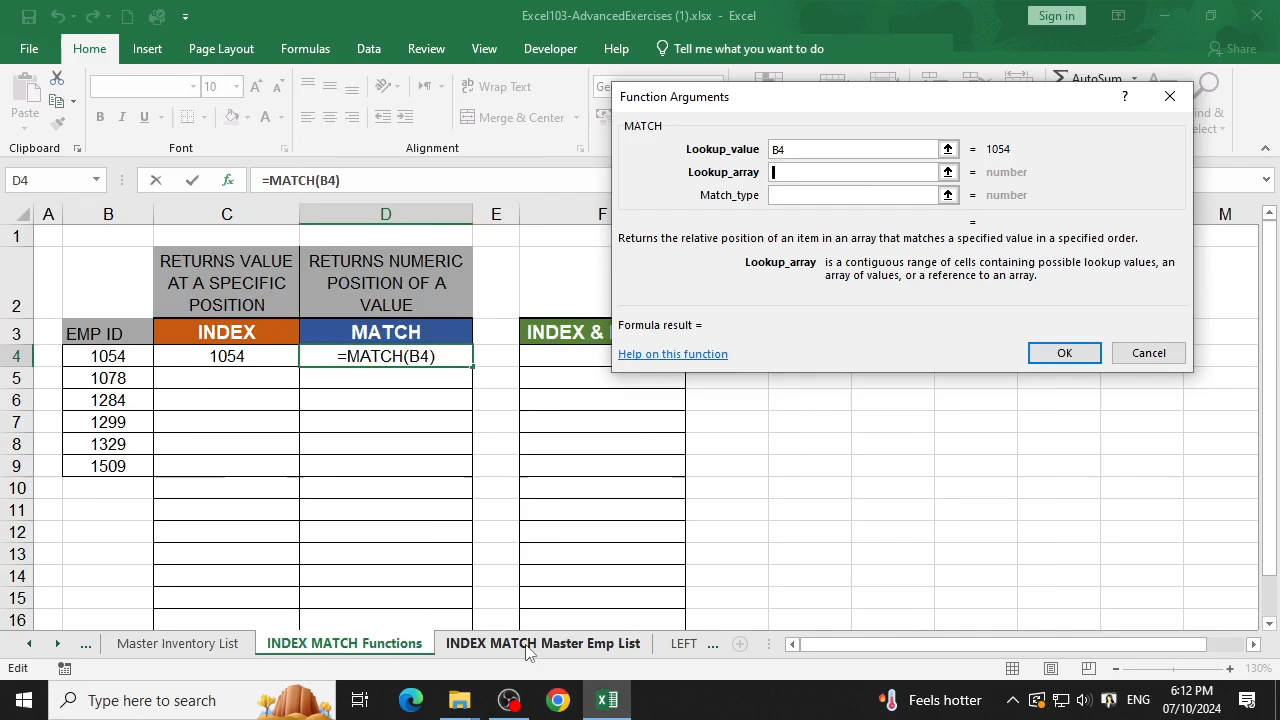 Excel103-AdvancedExercises (1).xlsx - Excel
Sign in
File Home Insert Page Layout Formulas Data Review View Developer Help Tell me what you want to do Share
Paste
10
Wrap Text
Merge & Center
AutoSum
Clipboard Font Alignment
D4 =MATCH(B4)
Function Arguments ?
MATCH
Lookup_value B4 = 1054
Lookup_array = number
Match_type = number
=
Returns the relative position of an item in an array that matches a specified value in a specified order.
Lookup_array is a contiguous range of cells containing possible lookup values, an
array of values, or a reference to an array.
Formula result =
Help on this function OK Cancel
A B C D E F M
1
2 RETURNS VALUE AT A SPECIFIC POSITION RETURNS NUMERIC POSITION OF A VALUE
3 EMP ID INDEX MATCH INDEX &
4 1054 1054 =MATCH(B4)
5 1078
6 1284
7 1299
8 1329
9 1509
10
11
12
13
14
15
16
... Master Inventory List INDEX MATCH Functions INDEX MATCH Master Emp List LEFT ...
Edit 130%
Type here to search Feels hotter ENG 6:12 PM
07/10/2024